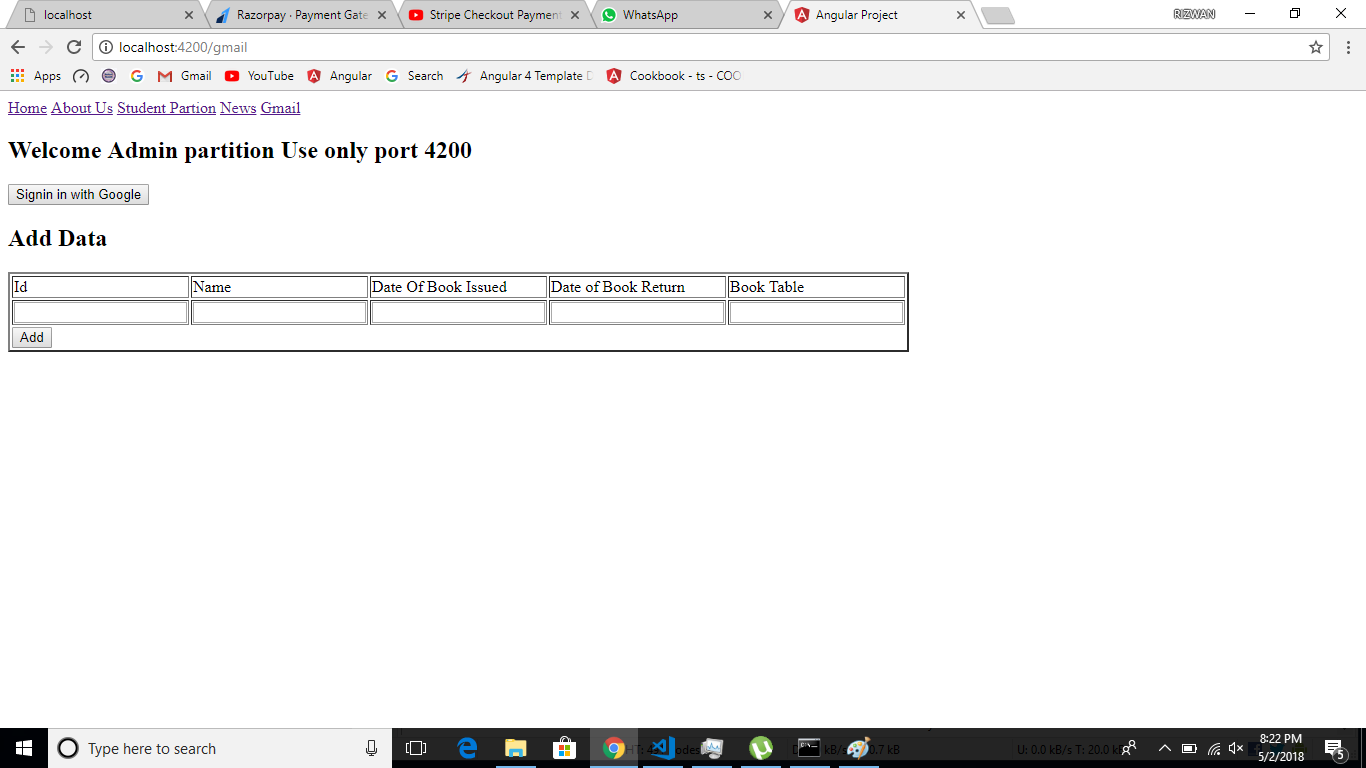 localhost Razorpay · Payment Gate Stripe Checkout Payment WhatsApp Angular Project RIZWAN
localhost:4200/gmail
Apps Gmail YouTube Angular Search Angular 4 Template D Cookbook - ts - COO
Home About Us Student Partion News Gmail
Welcome Admin partition Use only port 4200
Signin in with Google
Add Data
Id Name Date Of Book Issued Date of Book Return Book Table
Add
Type here to search
U: 0.0 kB/s T: 20.0
8:22 PM
5/2/2018
5